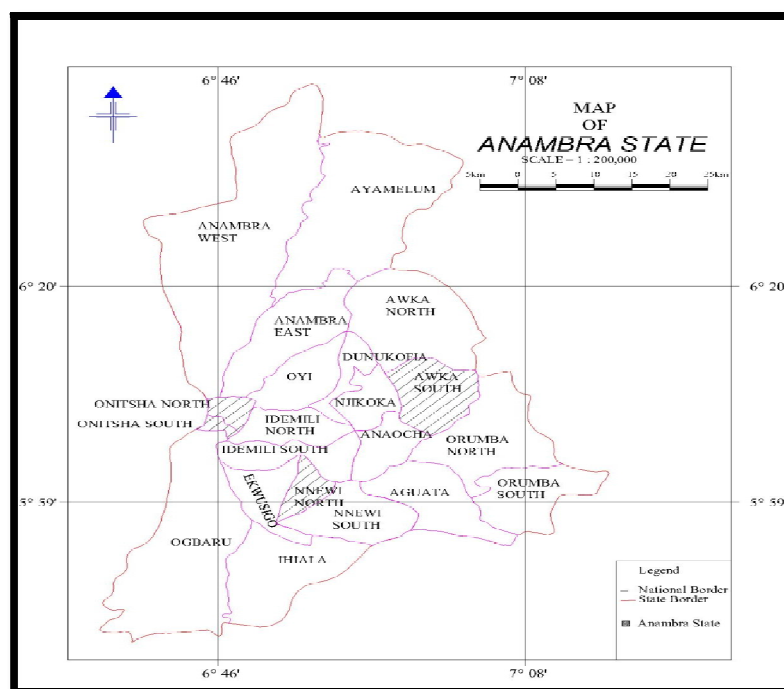 6° 46'
7° 08'
MAP
OF
ANAMBRA STATE
SCALE - 1 : 200,000
5km 0 5 10 15 20 25km
AYAMELUM
ANAMBRA
WEST
6° 20'
6° 20'
AWKA
NORTH
ANAMBRA
EAST
DUNUKOFIA
OYI
AWKA
SOUTH
ONITSHA NORTH
NJIKOKA
ONITSHA SOUTH
IDEMILI
NORTH
ANAOCHA
ORUMBA
NORTH
IDEMILI SOUTH
EKWUSIGO
NNEWI
NORTH
AGUATA
ORUMBA
SOUTH
5° 59'
5° 59'
NNEWI
SOUTH
OGBARU
IHIALA
Legend
National Border
State Border
Anambra State
6° 46'
7° 08'